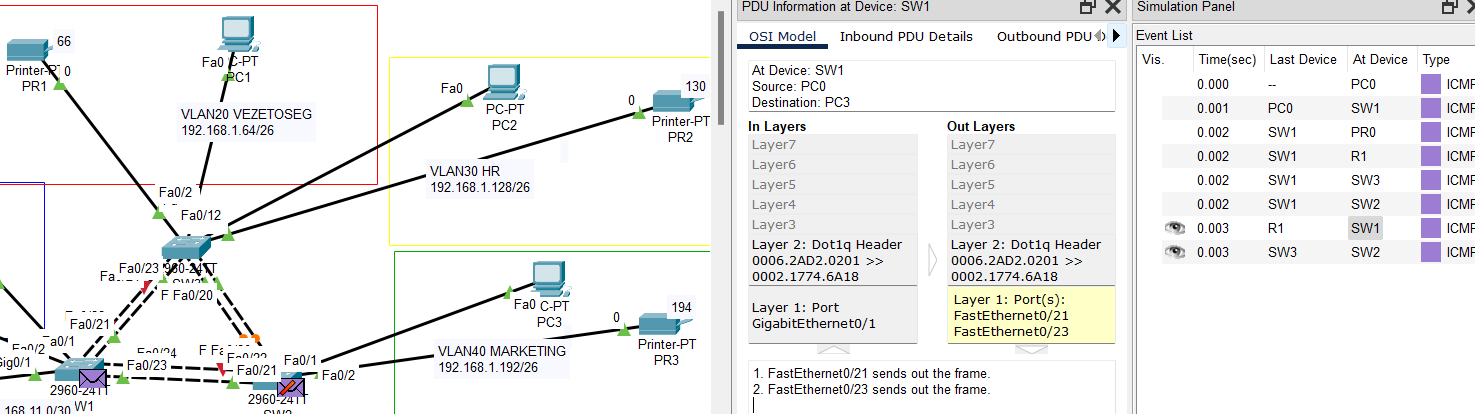 66
Printer-PT
0
PR1
Fa0
C-PT
PC1
VLAN20 VEZETOSEG
192.168.1.64/26
Fa0
PC-PT
PC2
130
0
Printer-PT
PR2
VLAN30 HR
192.168.1.128/26
Fa0/2
Fa0/12
Fa0/23
Fa0/20
Fa0/21
Fa0/24
Fa0/23
Gig0/1
Fa0/22
Fa0/21
Fa0/1
Fa0/2
2960-24TT
W1
2960-24TT
Fa0
C-PT
PC3
194
0
Printer-PT
PR3
VLAN40 MARKETING
192.168.1.192/26
PDU Information at Device: SW1
OSI Model Inbound PDU Details Outbound PDU
At Device: SW1
Source: PC0
Destination: PC3
In Layers
Layer7
Layer6
Layer5
Layer4
Layer3
Layer 2: Dot1q Header
0006.2AD2.0201 >>
0002.1774.6A18
Layer 1: Port
GigabitEthernet0/1
Out Layers
Layer7
Layer6
Layer5
Layer4
Layer3
Layer 2: Dot1q Header
0006.2AD2.0201 >>
0002.1774.6A18
Layer 1: Port(s):
FastEthernet0/21
FastEthernet0/23
1. FastEthernet0/21 sends out the frame.
2. FastEthernet0/23 sends out the frame.
Simulation Panel
Event List
Vis. Time(sec) Last Device At Device Type
0.000 -- PC0 ICMP
0.001 PC0 SW1 ICMP
0.002 SW1 PR0 ICMP
0.002 SW1 R1 ICMP
0.002 SW1 SW3 ICMP
0.002 SW1 SW2 ICMP
0.003 R1 SW1 ICMP
0.003 SW3 SW2 ICMP